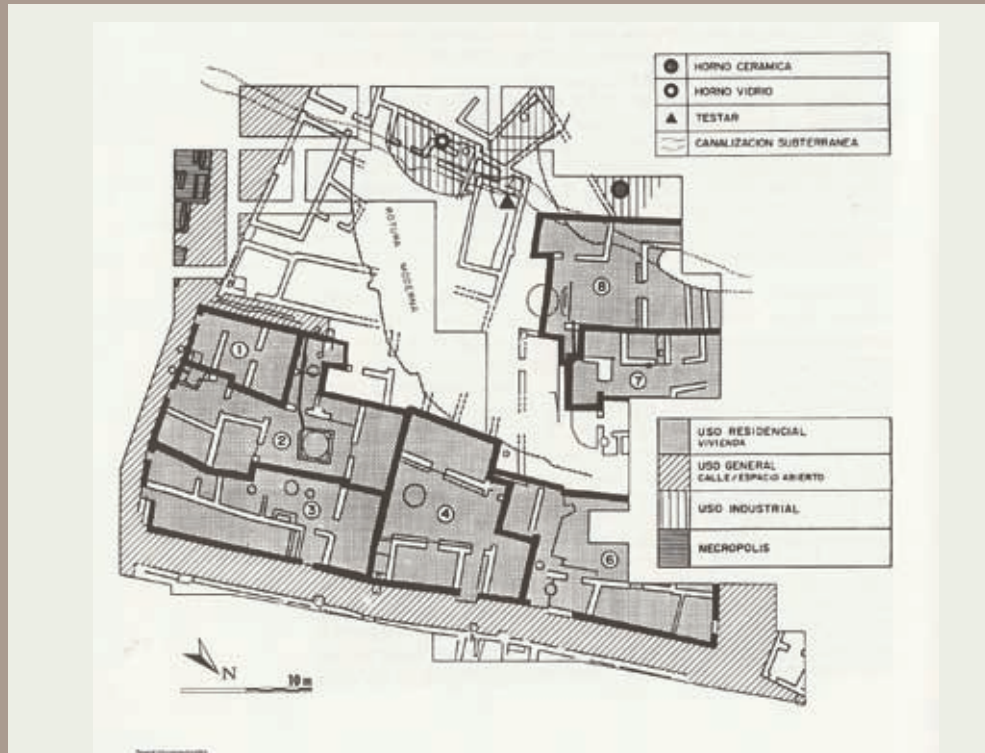 HORNO CERAMICA
HORNO VIDRIO
TESTAR
CANALIZACION SUBTERRANEA
ROTURA MODERNA
8
7
1
2
3
4
6
USO RESIDENCIAL
VIVIENDA
USO GENERAL
CALLE/ESPACIO ABIERTO
USO INDUSTRIAL
NECROPOLIS
N
10 m